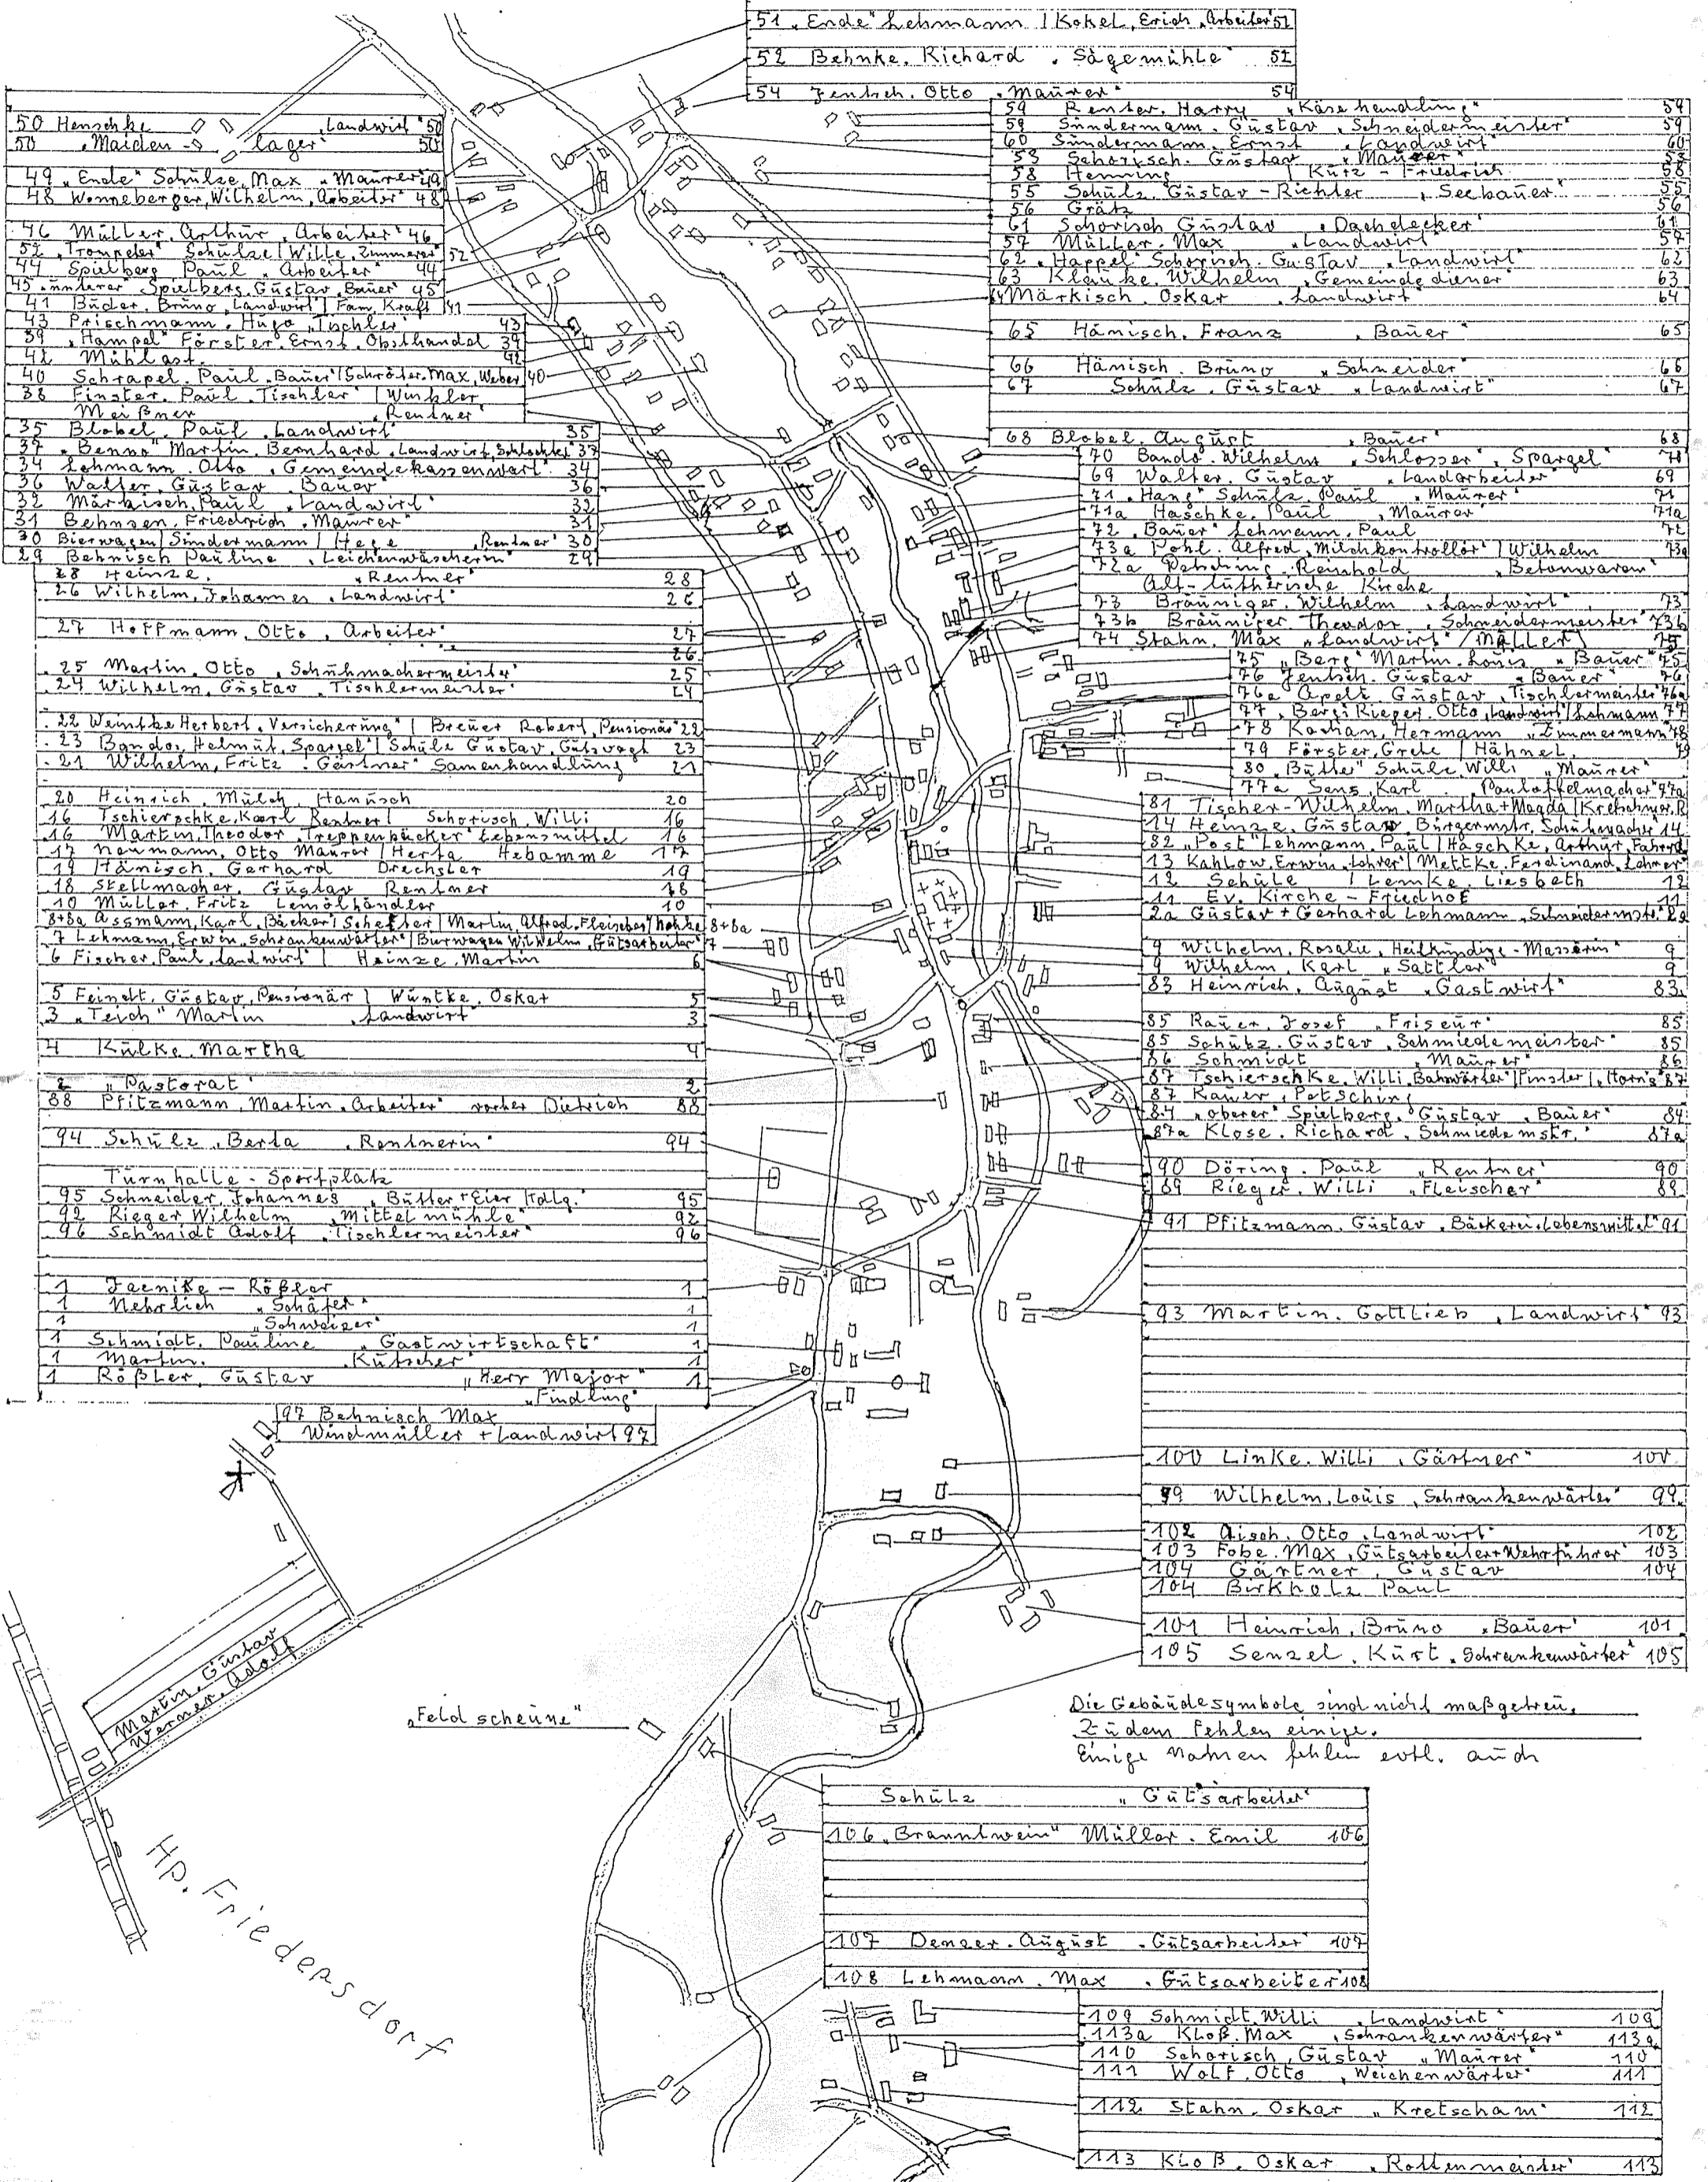 51 „Ende" Lehmann | Kokel, Erich „Arbeiter" 51
52 Behnke, Richard „Sägemühle" 52
54 Jentsch, Otto „Maurer" 54
50 Henschke „Landwirt" 50
50 „Maiden-lager" 50
49 „Ende" Schulze, Max „Maurer" 49
48 Wenneberger, Wilhelm, „Arbeiter" 48
46 Müller, Arthur, „Arbeiter" 46
52 „Trompeter" Schulze | Wille, Zimmerer 52
44 Spielberg Paul „Arbeiter" 44
45 „unterer" Spielberg, Gustav, Bauer 45
41 Büder, Bruno, Landwirt | Fam. Kraft 41
43 Prischmann, Hugo, Tischler 43
39 „Hampel" Förster, Ernst, Obsthandel 39
42 Mühlast 42
40 Schrapel, Paul, Bauer | Schröter, Max, Weber 40
38 Finster, Paul, Tischler | Winkler
Meißner „Rentner"
35 Blobel, Paul „Landwirt" 35
37 „Benno" Martin, Bernhard, Landwirt, Schlachter 37
34 Lehmann, Otto, Gemeindekassenwart 34
36 Walter, Gustav „Bauer" 36
32 Märkisch, Paul „Landwirt" 32
31 Behnsen, Friedrich „Maurer" 31
30 Bierwagen | Sindermann | Hege „Rentner" 30
29 Behnisch Pauline „Leichenwäscherin" 29
28 Heinze, „Rentner" 28
26 Wilhelm, Johannes „Landwirt" 26
27 Hoffmann, Otto, Arbeiter 27
26
25 Martin, Otto „Schuhmachermeister" 25
24 Wilhelm, Gustav „Tischlermeister" 24
22 Weintke Herbert, Versicherung | Breuer Robert, Pensionär 22
23 Bando, Helmut, Spargel | Schulz Gustav, Gutsvogt 23
21 Wilhelm, Fritz „Gärtner" Samenhandlung 21
20 Heinrich, Mülch, Hanusch 20
16 Tschierschke, Karl Rentner | Schorisch, Willi 16
16 Martin, Theodor Treppenbäcker Lebensmittel 16
17 Neumann, Otto Maurer | Herta Hebamme 17
19 Hänisch, Gerhard Drechsler 19
18 Stellmacher, Gustav Rentner 18
10 Müller, Fritz Leinölhändler 10
8+8a Assmann, Karl, Bäcker | Scheffler | Martin, Alfred, Fleischer | Hohle 8+8a
7 Lehmann, Erwin, Schrankenwärter | Burwagen Wilhelm, Gutsarbeiter 7
6 Fischer, Paul, Landwirt | Heinze, Martin 6
5 Feindt, Gustav, Pensionär | Wuntke, Oskar 5
3 „Teich" Martin „Landwirt" 3
4 Kulke, Martha 4
2 „Pastorat" 2
88 Pfitzmann, Martin, Arbeiter vorher Dietrich 88
94 Schulz, Berta „Rentnerin" 94
Turnhalle - Sportplatz
95 Schneider, Johannes „Butter + Eier Hdlg." 95
92 Rieger Wilhelm „Mittelmühle" 92
96 Schmidt Adolf „Tischlermeister" 96
1 Jaenike - Rößler 1
1 Nehrlich „Schäfer" 1
1 „Schweizer" 1
1 Schmidt, Pauline „Gastwirtschaft" 1
1 Martin, „Kutscher" 1
1 Rößler, Gustav „Herr Major" 1
„Findling"
97 Behnisch Max
Windmüller + Landwirt 97
59 Renter, Harry „Käsehandlung" 59
59 Sindermann, Gustav „Schneidermeister" 59
60 Sindermann, Ernst „Landwirt" 60
53 Schorisch, Gustav „Maurer" 53
58 Henning | Kutz - Friedrich 58
55 Schulz, Gustav - Richter „Seebauer" 55
56 Grätz 56
61 Schorisch Gustav „Dachdecker" 61
57 Müller, Max „Landwirt" 57
62 „Happel" Schorisch, Gustav „Landwirt" 62
63 Klauke, Wilhelm „Gemeindediener" 63
64 Märkisch, Oskar „Landwirt" 64
65 Hämisch, Franz „Bauer" 65
66 Hämisch, Bruno „Schneider" 66
67 Schulz, Gustav „Landwirt" 67
68 Blobel, August „Bauer" 68
70 Bando, Wilhelm „Schlosser", Spargel 70
69 Walter, Gustav „Landarbeiter" 69
71 „Hang" Schulz, Paul „Maurer" 71
71a Haschke, Paul „Maurer" 71a
72 „Bauer" Lehmann, Paul 72
73a Pohl, Alfred, Milchkontrollör | Wilhelm 73a
72a Petsching, Reinhold „Betonwaren"
Alt-lutherische Kirche
73 Bräuniger, Wilhelm „Landwirt" 73
73b Bräuniger, Theodor „Schneidermeister" 73b
74 Stahn, Max „Landwirt" (Müller) 75
75 „Berg" Martin, Louis „Bauer" 75
76 Jentsch, Gustav „Bauer" 76
76a Apelt Gustav, Tischlermeister 76a
77 „Berg" Rieger, Otto, Landwirt | Lehmann 77
78 Kochan, Hermann „Zimmermann" 78
79 Förster, Grete | Hähnel 79
80 „Butter" Schulz, Willi „Maurer"
77a Sens, Karl Pantoffelmacher 77a
81 Tischer - Wilhelm, Martha + Magda | Kretschmer, R
14 Heinze, Gustav, Bürgermstr, Schuhmacher 14
82 „Post" Lehmann, Paul | Haschke, Arthur, Fahrrd
13 Kahlow, Erwin, Lehrer | Mettke, Ferdinand, Lehrer
12 Schulz | Lemke, Liesbeth 12
11 Ev. Kirche - Friedhof 11
2a Gustav + Gerhard Lehmann, Schneidermstr. 2a
9 Wilhelm, Rosalie, Heilkundige - Masserin 9
9 Wilhelm, Karl „Sattler" 9
83 Heinrich, August „Gastwirt" 83
85 Rauer, Josef „Friseur" 85
85 Schulz, Gustav „Schmiedemeister" 85
86 Schmidt „Maurer" 86
87 Tschierschke, Willi, Bahnwärter | Finster | Horn's 87
87 Kauer, Petsching
84 „oberer" Spielberg, Gustav „Bauer" 84
87a Klose, Richard, Schmiedemstr. 87a
90 Döring, Paul „Rentner" 90
89 Rieger, Willi „Fleischer" 89
91 Pfitzmann, Gustav, Bäckerei, Lebensmittel 91
93 Martin, Gottlieb „Landwirt" 93
100 Linke, Willi „Gärtner" 100
99 Wilhelm, Louis „Schrankenwärter" 99
102 Aisch, Otto „Landwirt" 102
103 Fobe, Max, Gutsarbeiter + Wehrführer 103
104 Gärtner, Gustav 104
104 Birkholz Paul
101 Heinrich, Bruno „Bauer" 101
105 Senzel, Kurt, Schrankenwärter 105
Martin, Gustav
Werner, Adolf
„Feldscheune"
Die Gebäudesymbole sind nicht maßgetreu.
Zudem fehlen einige.
Einige Namen fehlen evtl. auch
Schulz „Gutsarbeiter"
106 „Branntwein" Müller, Emil 106
107 Denzer, August „Gutsarbeiter" 107
108 Lehmann, Max „Gutsarbeiter" 108
Hp. Friedersdorf
109 Schmidt, Willi „Landwirt" 109
113a Kloß, Max „Schrankenwärter" 113a
110 Schorisch, Gustav „Maurer" 110
111 Wolf, Otto „Weichenwärter" 111
112 Stahn, Oskar „Kretscham" 112
113 Kloß, Oskar „Rottenmeister" 113